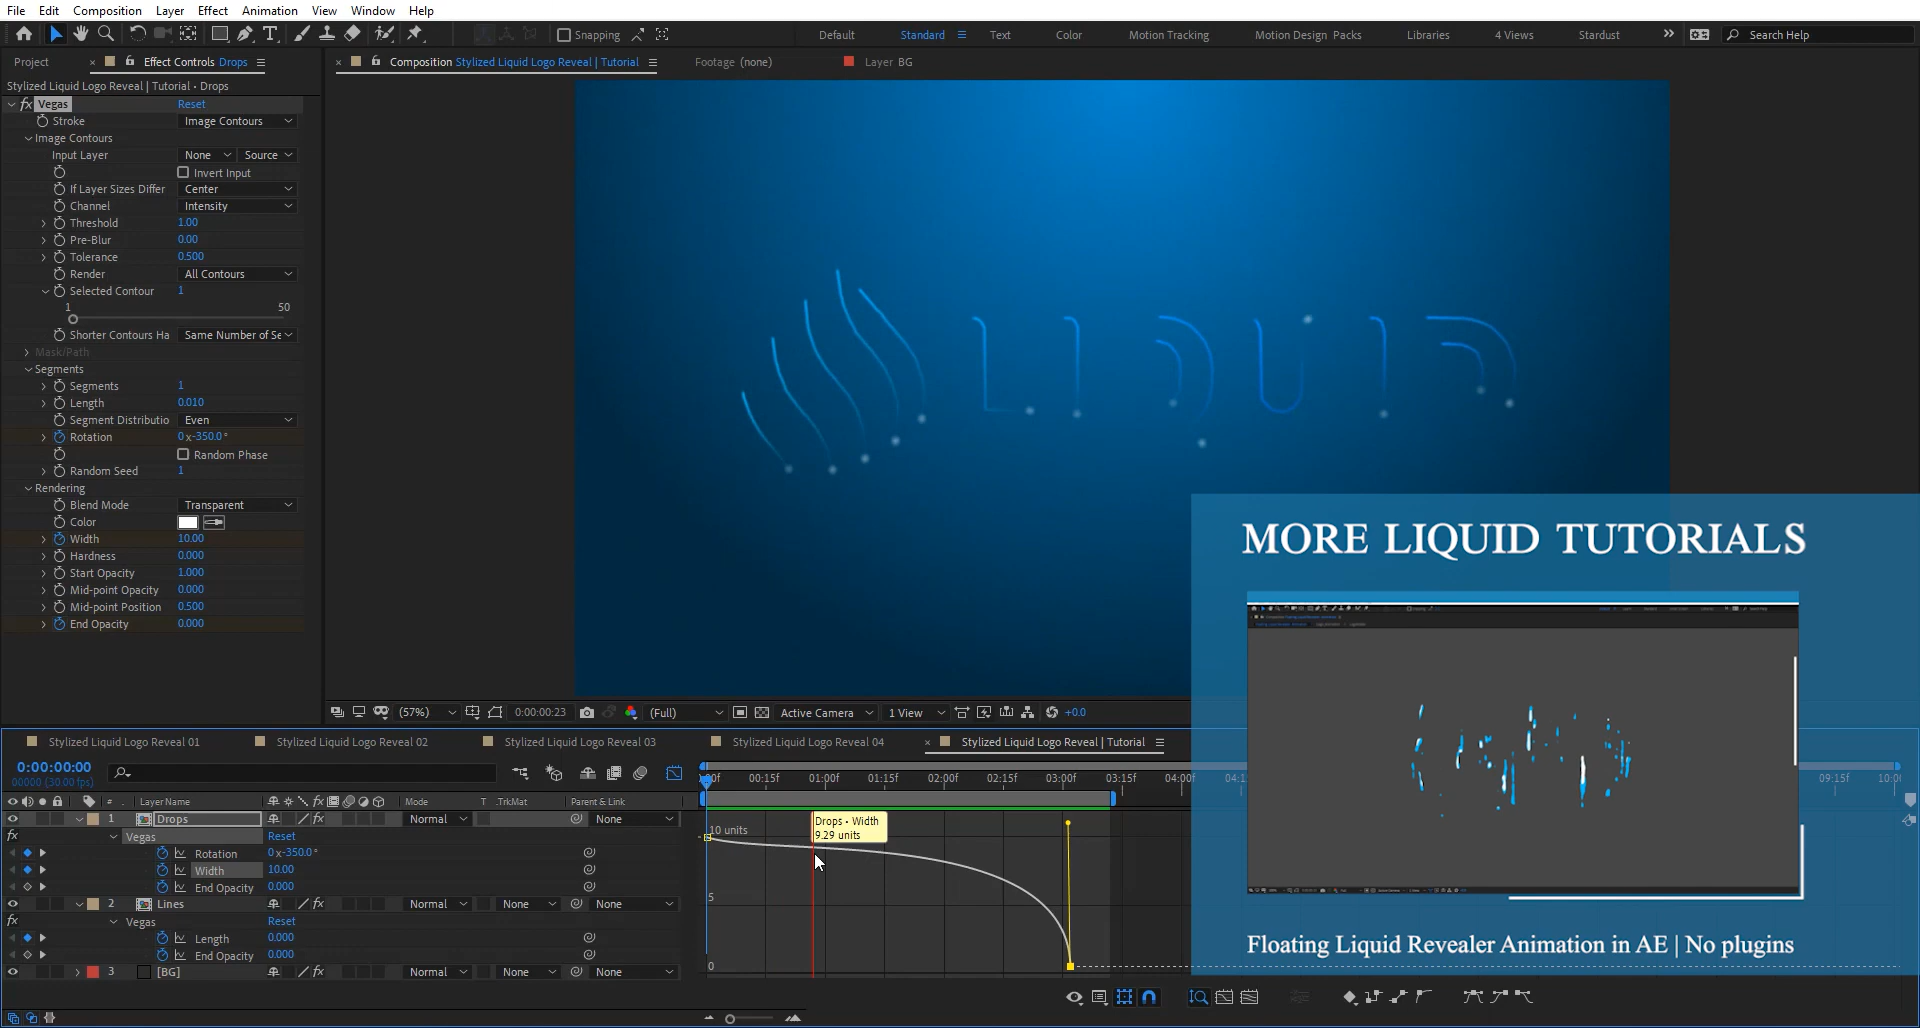 File Edit Composition Layer Effect Animation View Window Help
Snapping Default Standard Text Color Motion Tracking Motion Design Packs Libraries 4 Views Stardust Search Help
Project Effect Controls Drops
Composition Stylized Liquid Logo Reveal | Tutorial Footage (none) Layer BG
Stylized Liquid Logo Reveal | Tutorial • Drops
fx Vegas Reset
Stroke Image Contours
Image Contours
Input Layer None Source
Invert Input
If Layer Sizes Differ Center
Channel Intensity
Threshold 1.00
Pre-Blur 0.00
Tolerance 0.500
Render All Contours
Selected Contour 1
1 50
Shorter Contours Ha Same Number of Se
Mask/Path
Segments
Segments 1
Length 0.010
Segment Distributio Even
Rotation 0x-350.0°
Random Phase
Random Seed 1
Rendering
Blend Mode Transparent
Color
Width 10.00
Hardness 0.000
Start Opacity 1.000
Mid-point Opacity 0.000
Mid-point Position 0.500
End Opacity 0.000
LIQUID
MORE LIQUID TUTORIALS
Floating Liquid Revealer Animation in AE | No plugins
(57%) 0:00:00:23 (Full) Active Camera 1 View +0.0
Stylized Liquid Logo Reveal 01 Stylized Liquid Logo Reveal 02 Stylized Liquid Logo Reveal 03 Stylized Liquid Logo Reveal 04 Stylized Liquid Logo Reveal | Tutorial
0:00:00:00
00000 (30.00 fps)
:00f 00:15f 01:00f 01:15f 02:00f 02:15f 03:00f 03:15f 04:00f 04:1 09:15f 10:00
# Layer Name Mode T .TrkMat Parent & Link
1 Drops Normal None
fx Vegas Reset
Rotation 0x-350.0°
Width 10.00
End Opacity 0.000
2 Lines Normal None None
fx Vegas Reset
Length 0.000
End Opacity 0.000
3 [BG] Normal None None
10 units
5
0
Drops • Width
9.29 units